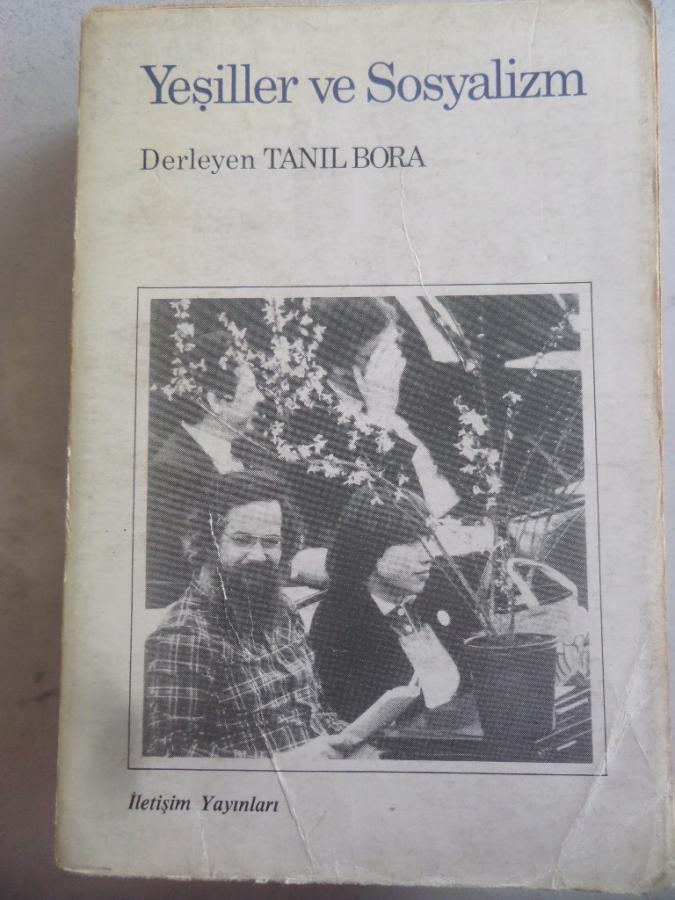 Yeşiller ve Sosyalizm
Derleyen TANIL BORA
İletişim Yayınları